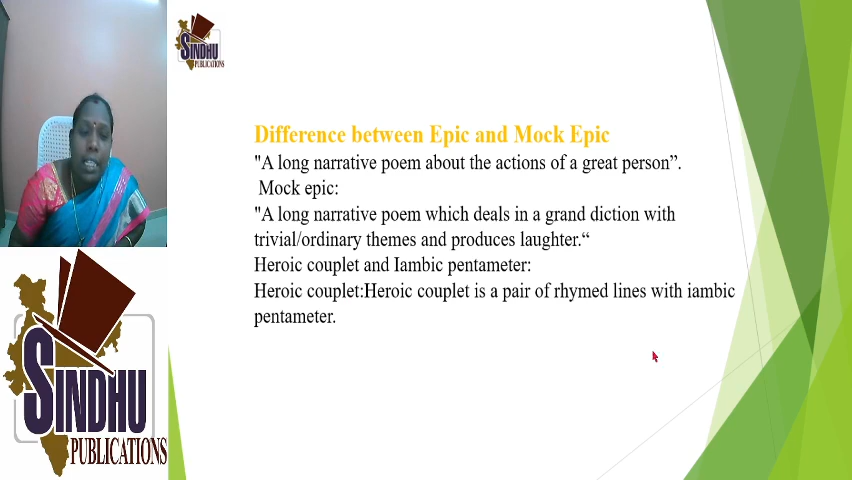 SINDHU
PUBLICATIONS
Difference between Epic and Mock Epic
"A long narrative poem about the actions of a great person”.
Mock epic:
"A long narrative poem which deals in a grand diction with
trivial/ordinary themes and produces laughter.“
Heroic couplet and Iambic pentameter:
Heroic couplet:Heroic couplet is a pair of rhymed lines with iambic
pentameter.
SINDHU
PUBLICATIONS